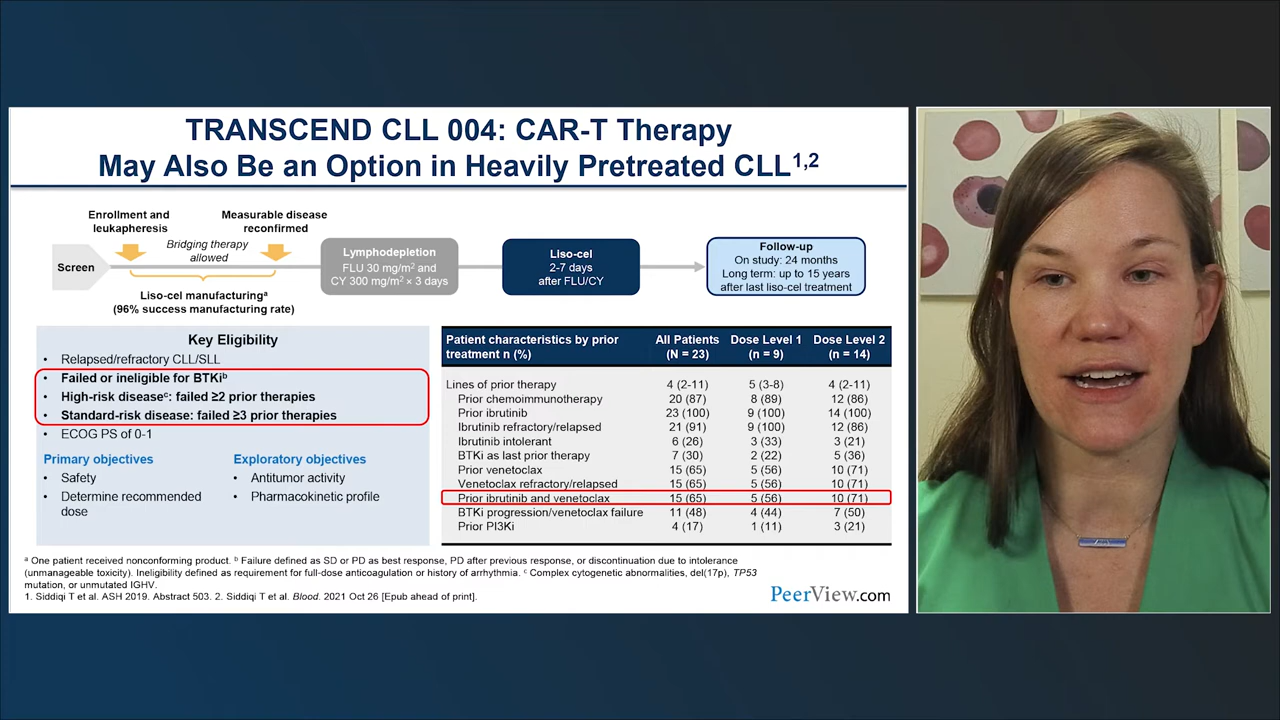 TRANSCEND CLL 004: CAR-T Therapy
May Also Be an Option in Heavily Pretreated CLL1,2
Enrollment and
leukapheresis
Bridging therapy
allowed
Measurable disease
reconfirmed
Screen
Liso-cel manufacturingᵃ
(96% success manufacturing rate)
Lymphodepletion
FLU 30 mg/m² and
CY 300 mg/m² × 3 days
Liso-cel
2-7 days
after FLU/CY
Follow-up
On study: 24 months
Long term: up to 15 years
after last liso-cel treatment
Key Eligibility
• Relapsed/refractory CLL/SLL
• Failed or ineligible for BTKiᵇ
• High-risk diseaseᶜ: failed ≥2 prior therapies
• Standard-risk disease: failed ≥3 prior therapies
• ECOG PS of 0-1
Primary objectives
• Safety
• Determine recommended
dose
Exploratory objectives
• Antitumor activity
• Pharmacokinetic profile
Patient characteristics by prior treatment n (%) All Patients (N = 23) Dose Level 1 (n = 9) Dose Level 2 (n = 14)
Lines of prior therapy 4 (2-11) 5 (3-8) 4 (2-11)
Prior chemoimmunotherapy 20 (87) 8 (89) 12 (86)
Prior ibrutinib 23 (100) 9 (100) 14 (100)
Ibrutinib refractory/relapsed 21 (91) 9 (100) 12 (86)
Ibrutinib intolerant 6 (26) 3 (33) 3 (21)
BTKi as last prior therapy 7 (30) 2 (22) 5 (36)
Prior venetoclax 15 (65) 5 (56) 10 (71)
Venetoclax refractory/relapsed 15 (65) 5 (56) 10 (71)
Prior ibrutinib and venetoclax 15 (65) 5 (56) 10 (71)
BTKi progression/venetoclax failure 11 (48) 4 (44) 7 (50)
Prior PI3Ki 4 (17) 1 (11) 3 (21)
ᵃ One patient received nonconforming product. ᵇ Failure defined as SD or PD as best response, PD after previous response, or discontinuation due to intolerance
(unmanageable toxicity). Ineligibility defined as requirement for full-dose anticoagulation or history of arrhythmia. ᶜ Complex cytogenetic abnormalities, del(17p), TP53
mutation, or unmutated IGHV.
1. Siddiqi T et al. ASH 2019. Abstract 503. 2. Siddiqi T et al. Blood. 2021 Oct 26 [Epub ahead of print].
PeerView.com